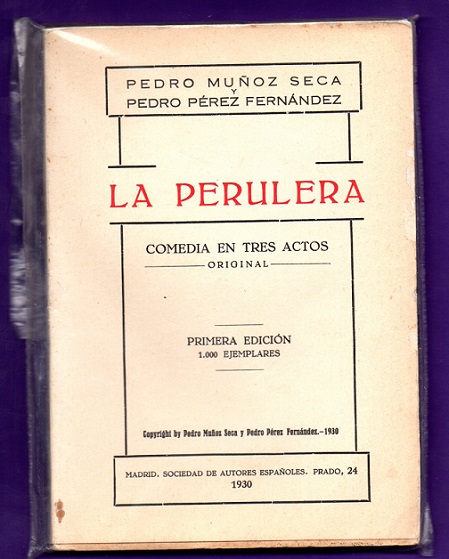 PEDRO MUÑOZ SECA
Y
PEDRO PÉREZ FERNÁNDEZ
LA PERULERA
COMEDIA EN TRES ACTOS
ORIGINAL
PRIMERA EDICIÓN
1.000 EJEMPLARES
Copyright by Pedro Muñoz Seca y Pedro Pérez Fernández.-1930
MADRID. SOCIEDAD DE AUTORES ESPAÑOLES. PRADO, 24
1930